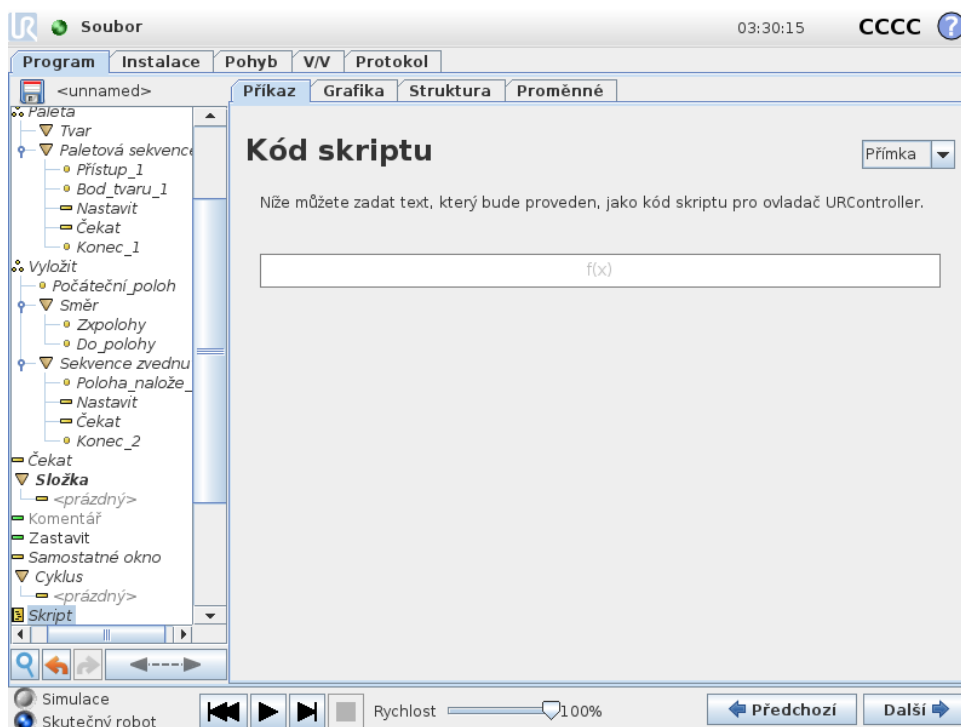 UR Soubor 03:30:15 CCCC ?
Program Instalace Pohyb V/V Protokol
<unnamed>
Příkaz Grafika Struktura Proměnné
Paleta
Tvar
Paletová sekvence
Přístup_1
Bod_tvaru_1
Nastavit
Čekat
Konec_1
Vyložit
Počáteční_poloh
Směr
Zxpolohy
Do_polohy
Sekvence zvednu
Poloha_nalože_
Nastavit
Čekat
Konec_2
Čekat
Složka
<prázdný>
Komentář
Zastavit
Samostatné okno
Cyklus
<prázdný>
Skript
Kód skriptu
Přímka
Níže můžete zadat text, který bude proveden, jako kód skriptu pro ovladač URController.
f(x)
Simulace
Skutečný robot
Rychlost 100%
Předchozí Další